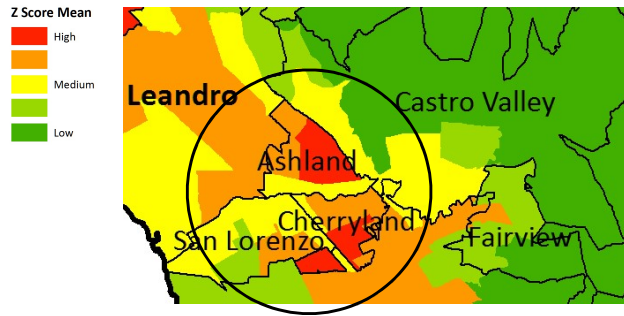 Z Score Mean
High
Medium
Low
Leandro
Castro Valley
Ashland
Cherryland
San Lorenzo
Fairview